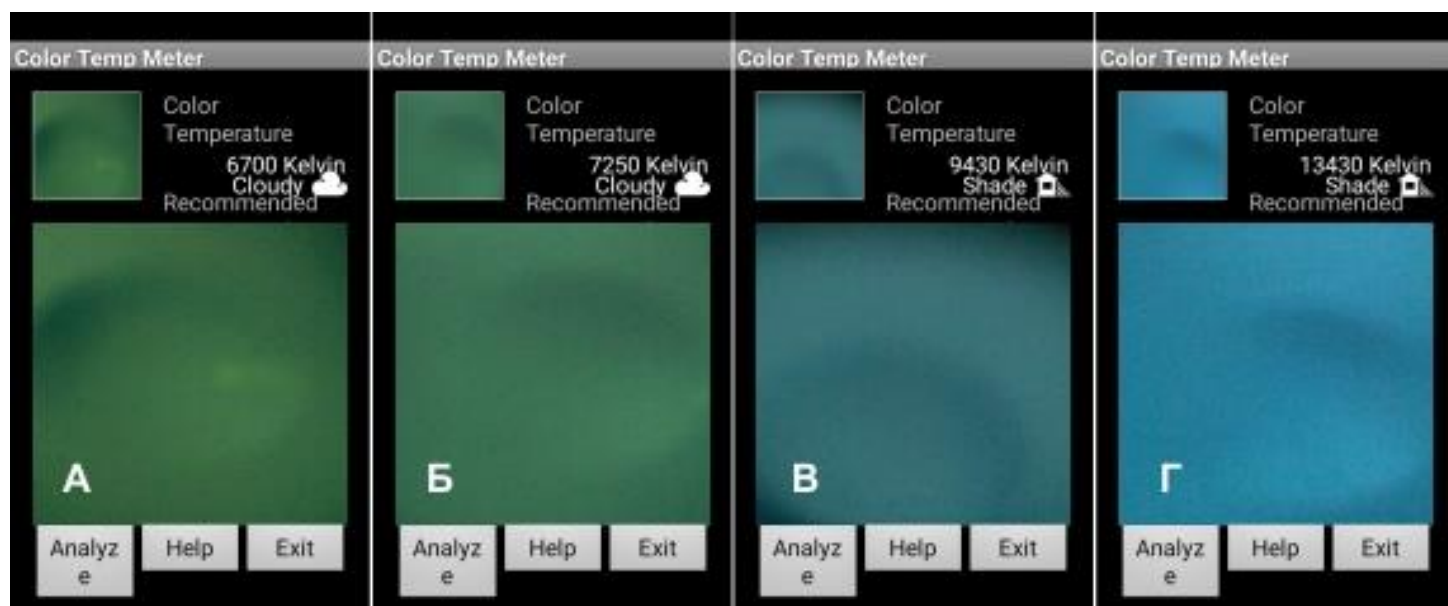 Color Temp Meter
Color
Temperature
6700 Kelvin
Cloudy
Recommended
А
Analyz
e
Help
Exit
Color Temp Meter
Color
Temperature
7250 Kelvin
Cloudy
Recommended
Б
Analyz
e
Help
Exit
Color Temp Meter
Color
Temperature
9430 Kelvin
Shade
Recommended
В
Analyz
e
Help
Exit
Color Temp Meter
Color
Temperature
13430 Kelvin
Shade
Recommended
Г
Analyz
e
Help
Exit